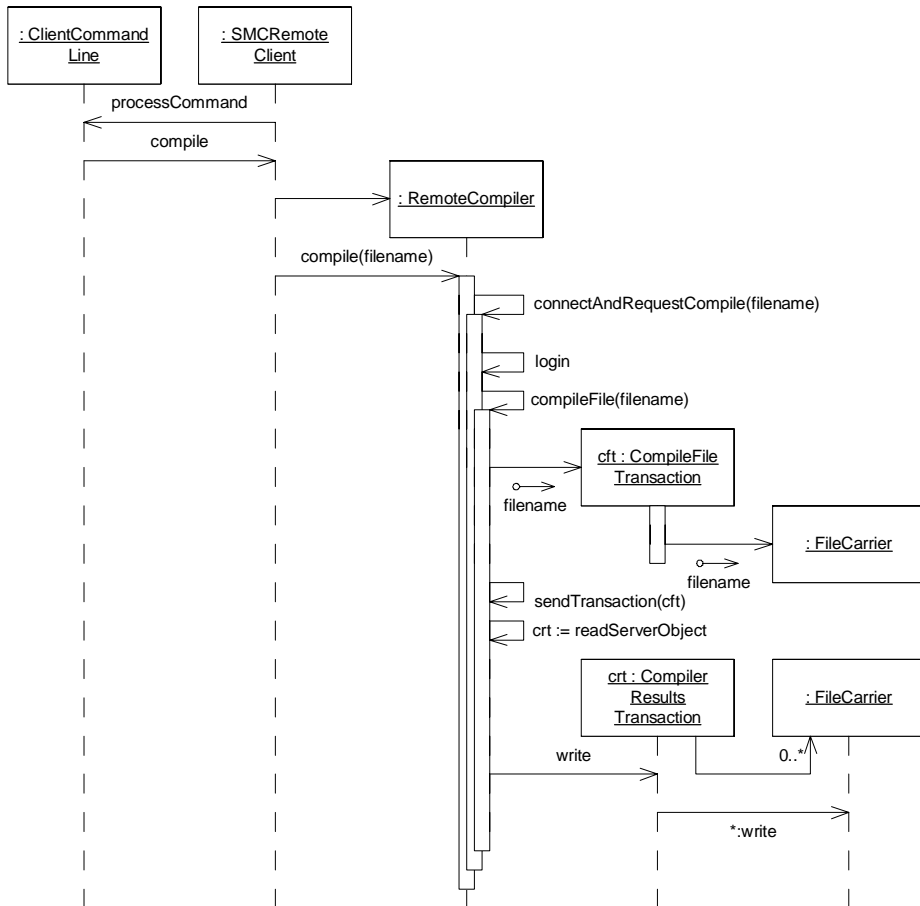 : ClientCommand
Line
: SMCRemote
Client
processCommand
compile
: RemoteCompiler
compile(filename)
connectAndRequestCompile(filename)
login
compileFile(filename)
cft : CompileFile
Transaction
filename
: FileCarrier
filename
sendTransaction(cft)
crt := readServerObject
crt : Compiler
Results
Transaction
: FileCarrier
write
0..*
*:write